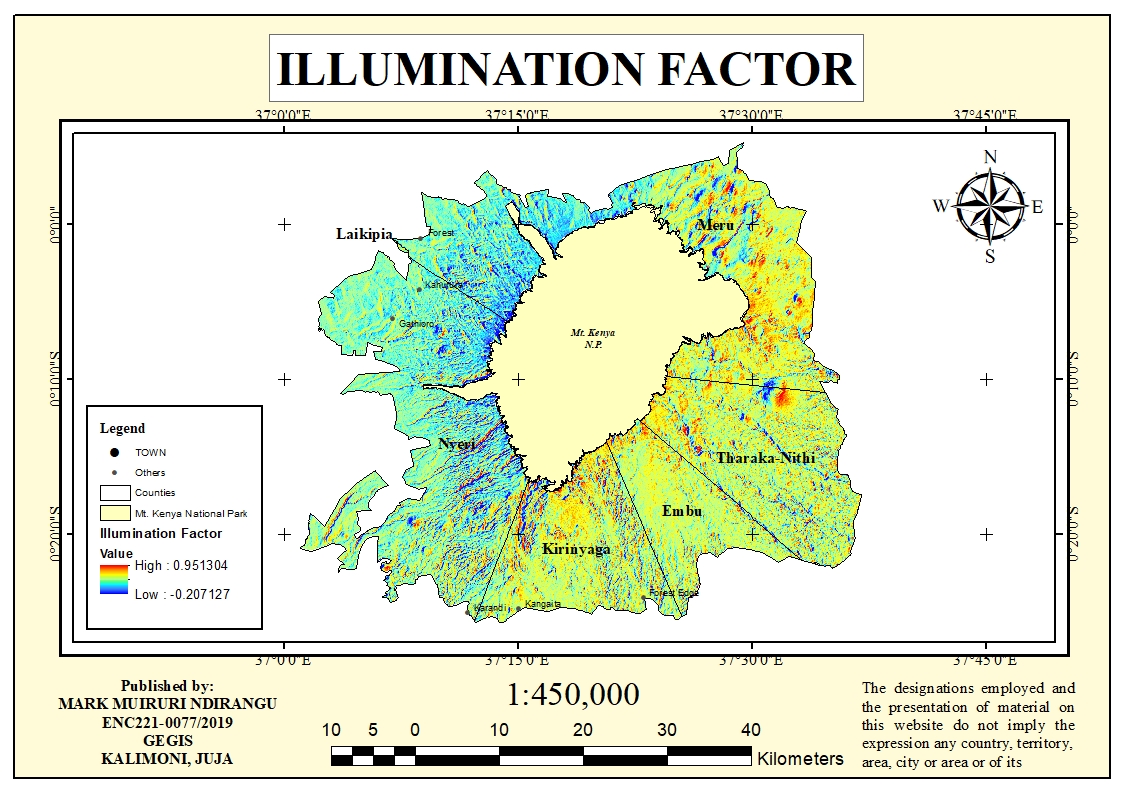 ILLUMINATION FACTOR
37°0'0"E 37°15'0"E 37°30'0"E 37°45'0"E
N
W E
S
0°0'0" 0°0'0"
Meru
Laikipia
Forest
Kahurura
Gathioro
Mt. Kenya
N.P.
0°10'0"S 0°10'0"S
Nyeri
Tharaka-Nithi
Embu
Kirinyaga
0°20'0"S 0°20'0"S
Forest Edge
Karandi Kangaita
Legend
TOWN
Others
Counties
Mt. Kenya National Park
Illumination Factor
Value
High : 0.951304
Low : -0.207127
37°0'0"E 37°15'0"E 37°30'0"E 37°45'0"E
Published by:
MARK MUIRURI NDIRANGU
ENC221-0077/2019
GEGIS
KALIMONI, JUJA
1:450,000
10 5 0 10 20 30 40
Kilometers
The designations employed and
the presentation of material on
this website do not imply the
expression any country, territory,
area, city or area or of its